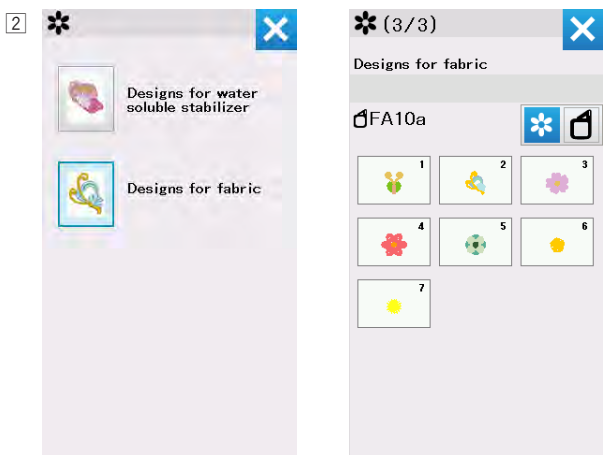 2
Designs for water
soluble stabilizer
Designs for fabric
(3/3)
Designs for fabric
FA10a
1 2 3
4 5 6
7